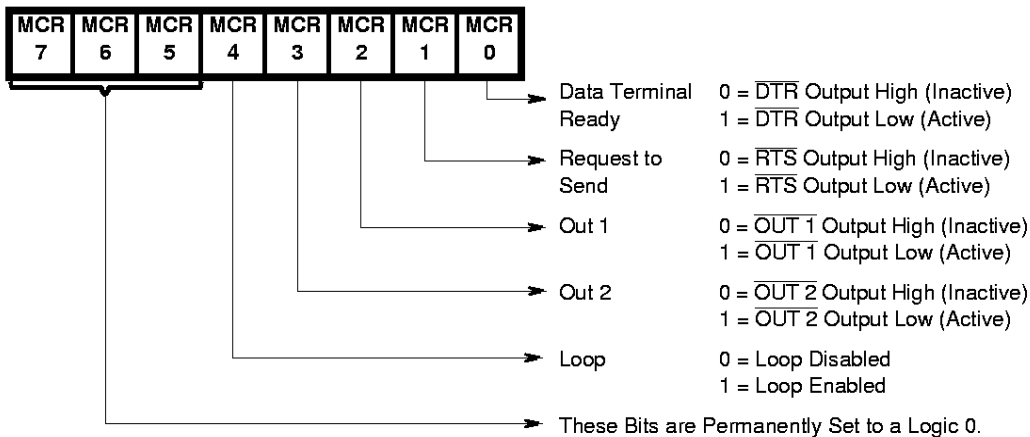 MCR MCR MCR MCR MCR MCR MCR MCR
7 6 5 4 3 2 1 0
Data Terminal 0 = DTR Output High (Inactive)
Ready 1 = DTR Output Low (Active)
Request to 0 = RTS Output High (Inactive)
Send 1 = RTS Output Low (Active)
Out 1 0 = OUT 1 Output High (Inactive)
1 = OUT 1 Output Low (Active)
Out 2 0 = OUT 2 Output High (Inactive)
1 = OUT 2 Output Low (Active)
Loop 0 = Loop Disabled
1 = Loop Enabled
These Bits are Permanently Set to a Logic 0.